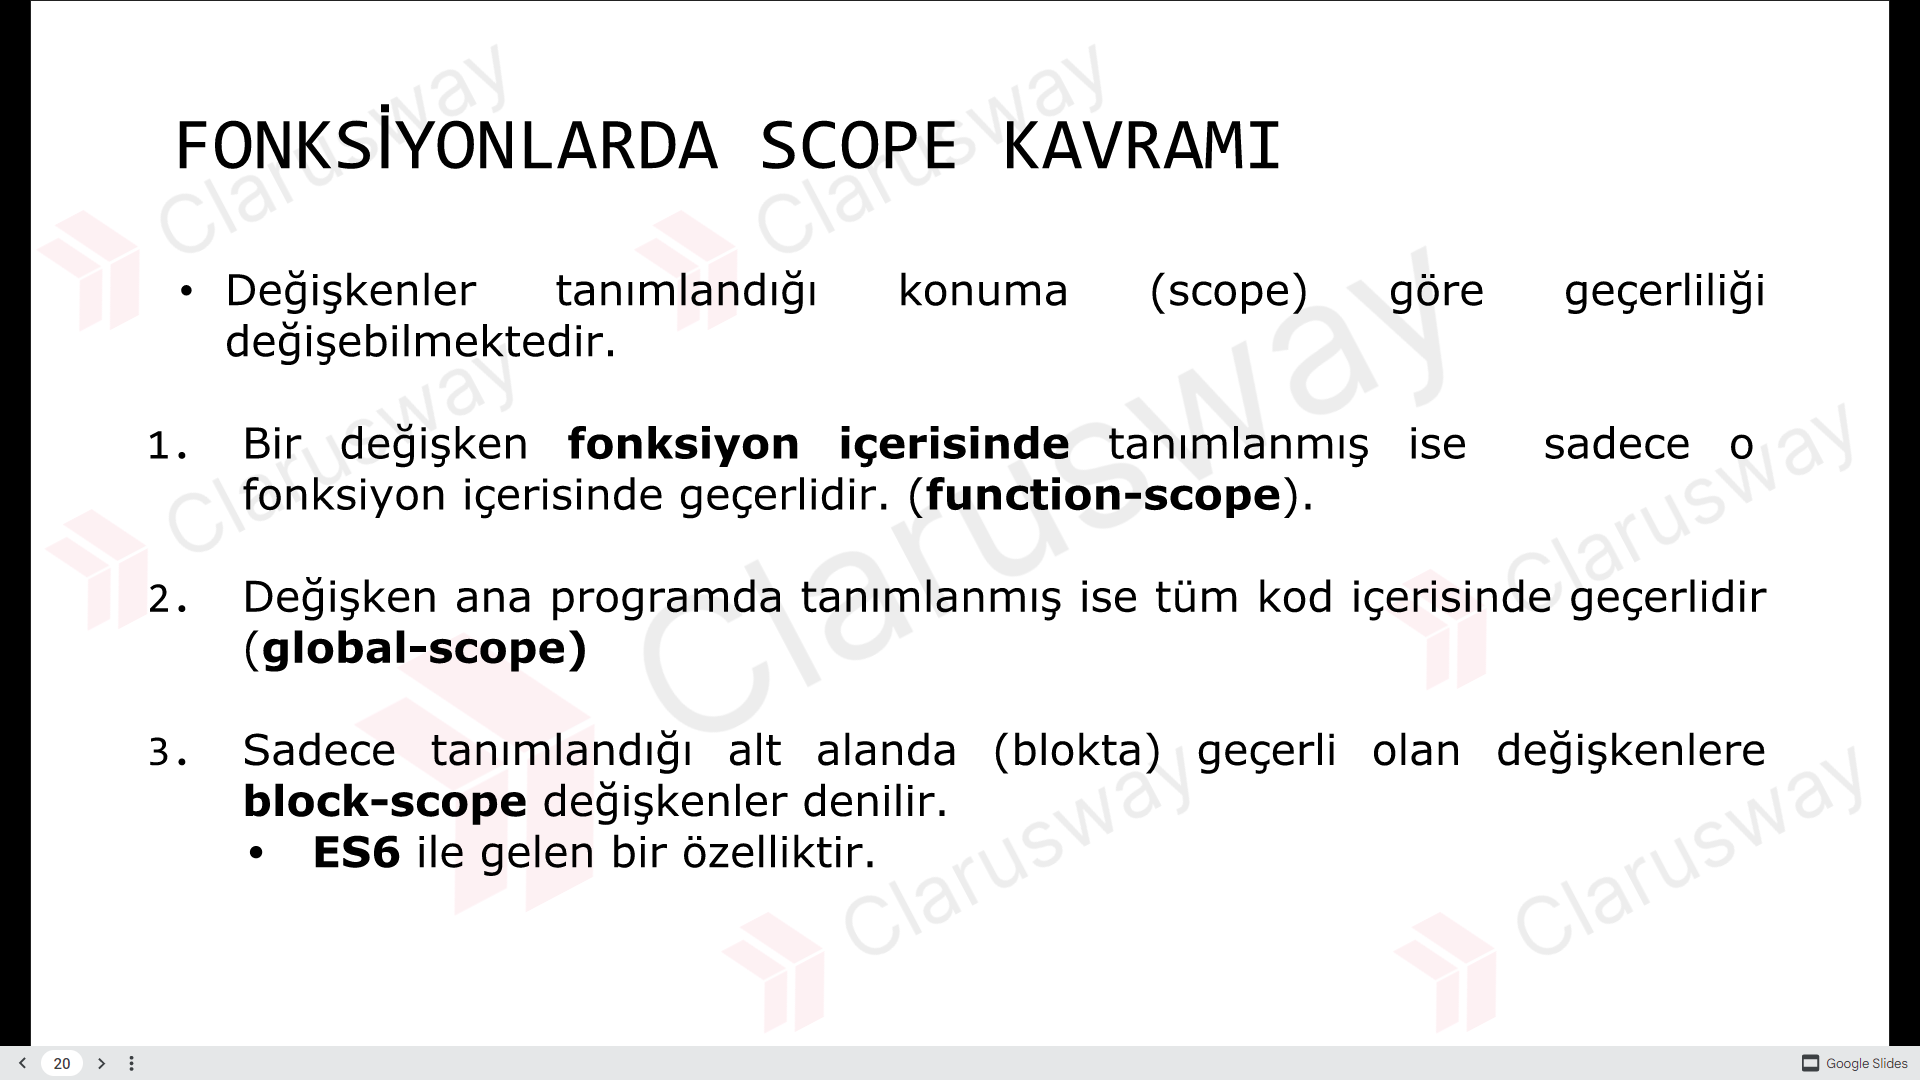 FONKSİYONLARDA SCOPE KAVRAMI
• Değişkenler tanımlandığı konuma (scope) göre geçerliliği
değişebilmektedir.
1. Bir değişken fonksiyon içerisinde tanımlanmış ise sadece o
fonksiyon içerisinde geçerlidir. (function-scope).
2. Değişken ana programda tanımlanmış ise tüm kod içerisinde geçerlidir
(global-scope)
3. Sadece tanımlandığı alt alanda (blokta) geçerli olan değişkenlere
block-scope değişkenler denilir.
• ES6 ile gelen bir özelliktir.
Clarusway
Clarusway
Clarusway
Clarusway
Clarusway
Clarusway
Clarusway
20
Google Slides